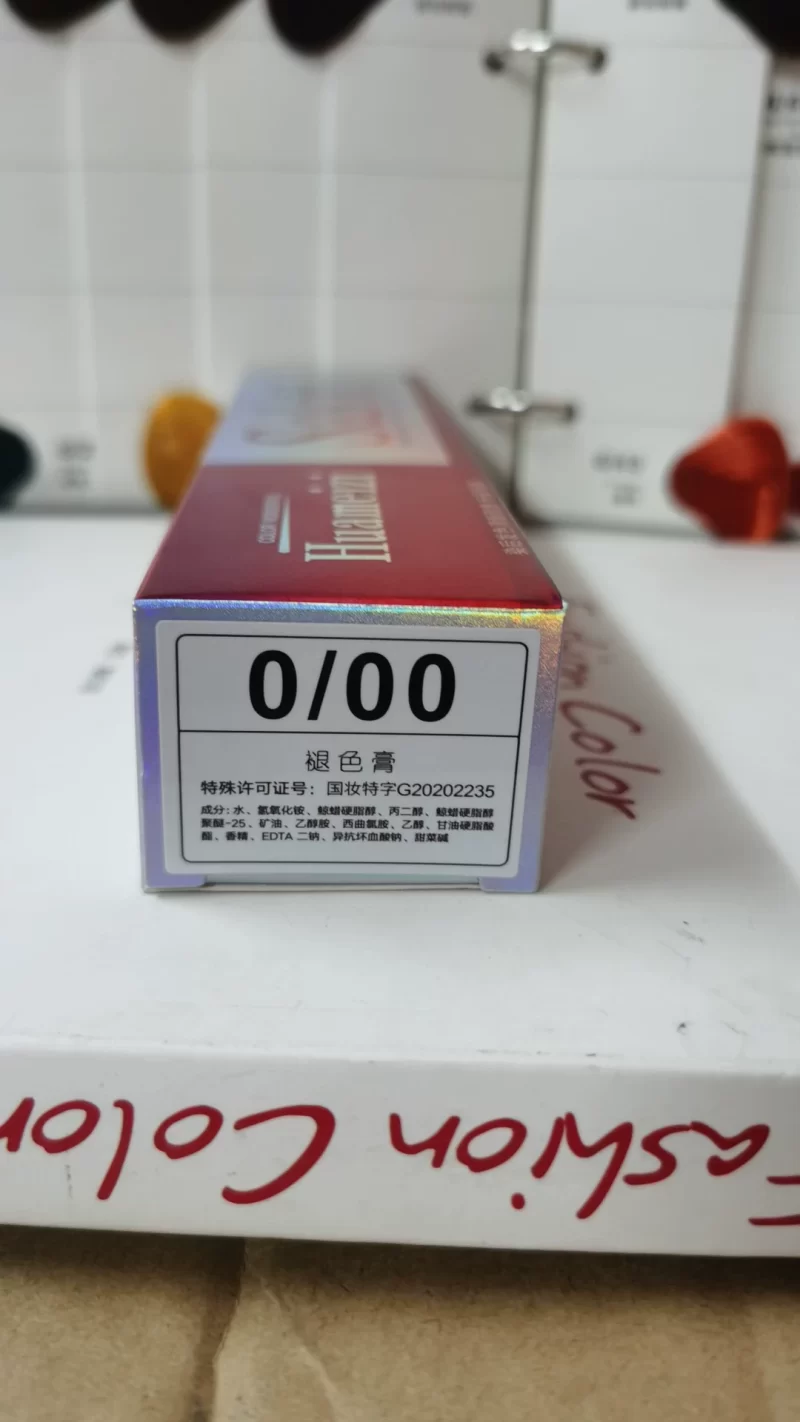 Huameizi
0/00
褪色膏
特殊许可证号：国妆特字G20202235
成分:水、氢氧化铵、鲸蜡硬脂醇、丙二醇、鲸蜡硬脂醇
聚醚-25、矿油、乙醇胺、西曲氯胺、乙醇、甘油硬脂酸
酯、香精、EDTA 二钠、异抗坏血酸钠、甜菜碱
Color
Fashion Color